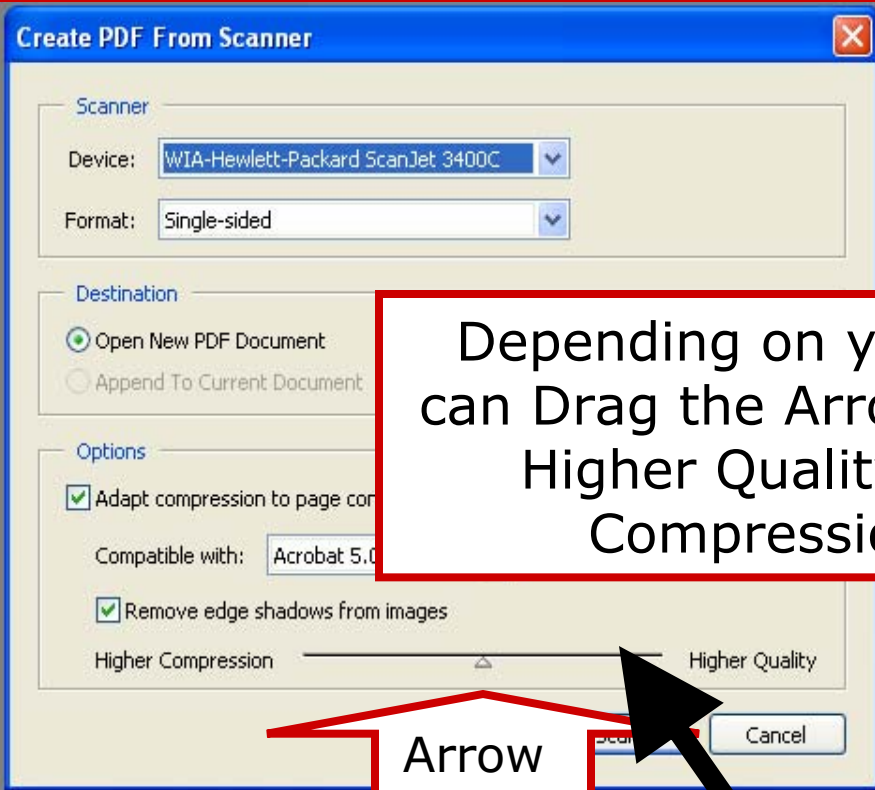 Create PDF From Scanner
Scanner
Device: WIA-Hewlett-Packard ScanJet 3400C
Format: Single-sided
Destination
Open New PDF Document
Append To Current Document
Depending on y
can Drag the Arro
Higher Qualit
Compressio
Options
Adapt compression to page con
Compatible with: Acrobat 5.0
Remove edge shadows from images
Higher Compression Higher Quality
Arrow
Cancel